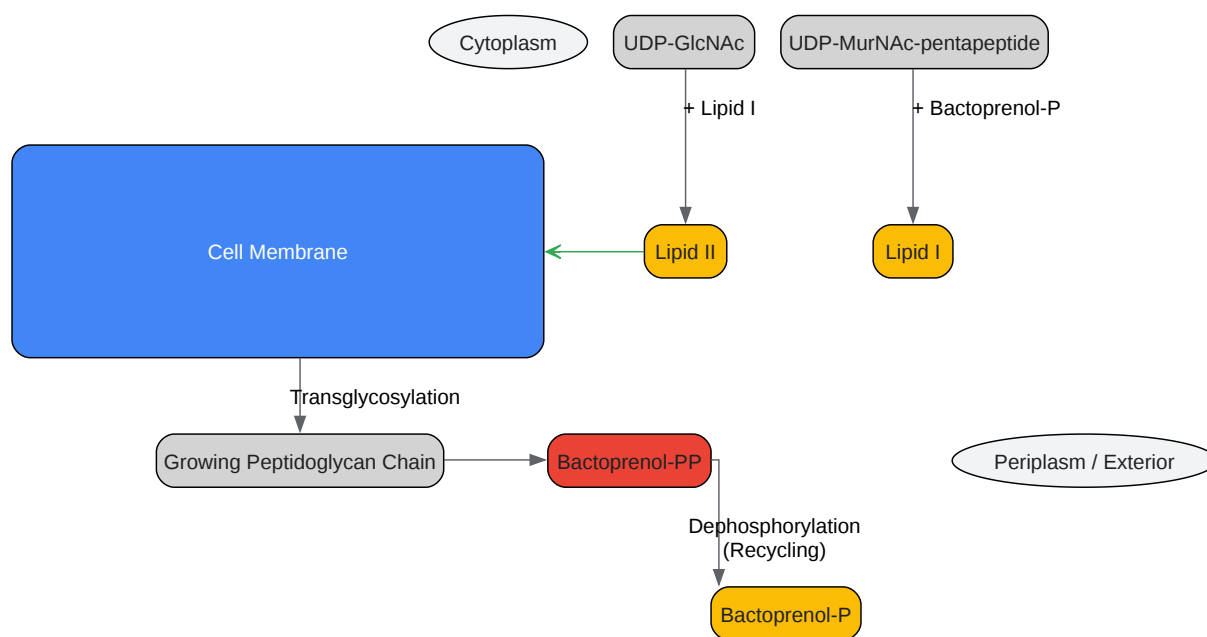 Cytoplasm
UDP-GlcNAc
UDP-MurNAc-pentapeptide
+ Lipid I
+ Bactoprenol-P
Cell Membrane
Lipid II
Lipid I
Transglycosylation
Growing Peptidoglycan Chain
Bactoprenol-PP
Periplasm / Exterior
Dephosphorylation
(Recycling)
Bactoprenol-P